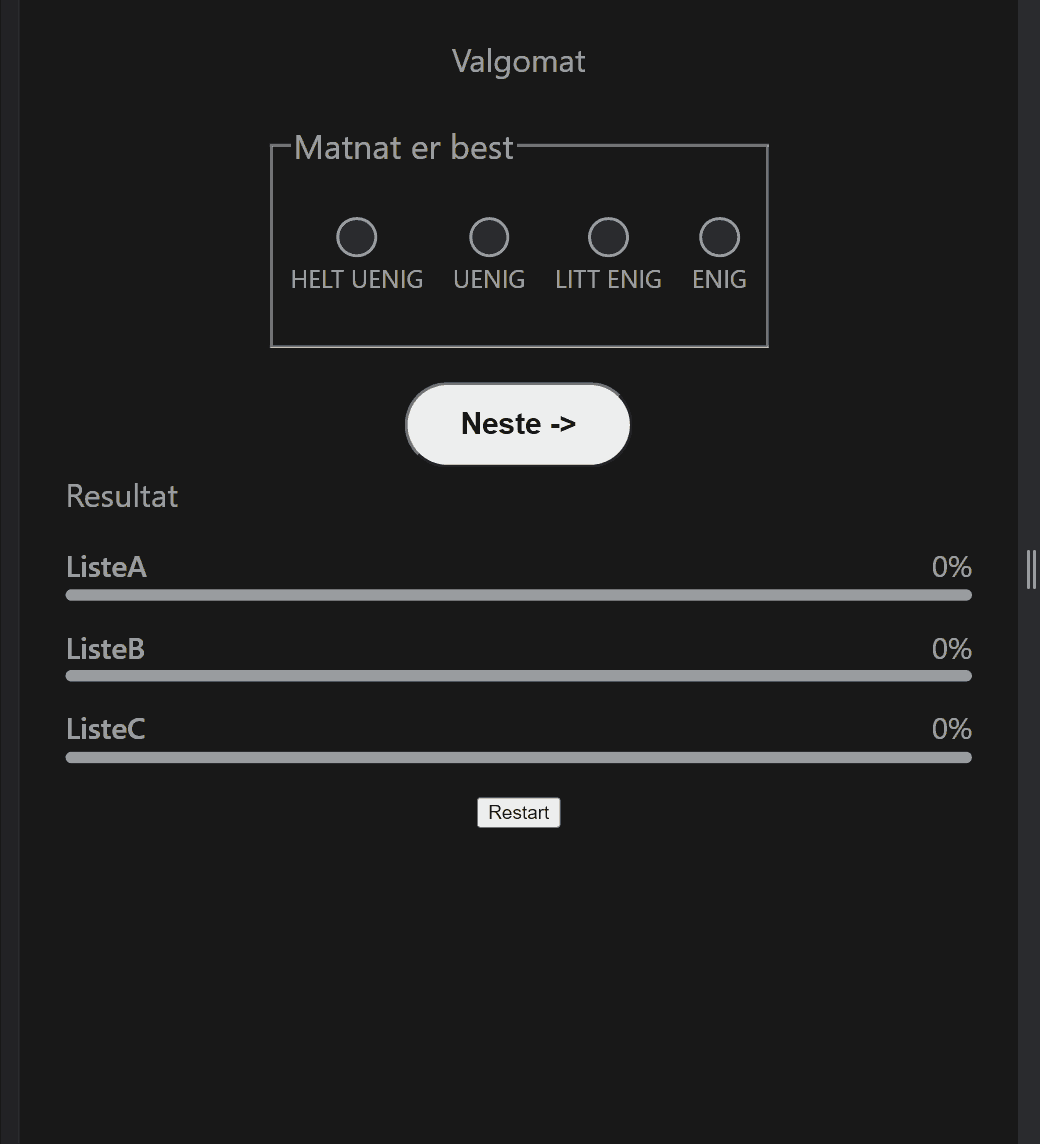 Valgomat
Matnat er best
HELT UENIG UENIG LITT ENIG ENIG
Neste ->
Resultat
ListeA 0%
ListeB 0%
ListeC 0%
Restart